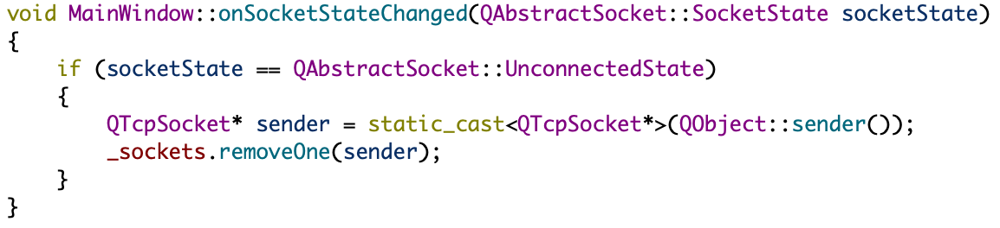 void MainWindow::onSocketStateChanged(QAbstractSocket::SocketState socketState)
{
    if (socketState == QAbstractSocket::UnconnectedState)
    {
        QTcpSocket* sender = static_cast<QTcpSocket*>(QObject::sender());
        _sockets.removeOne(sender);
    }
}